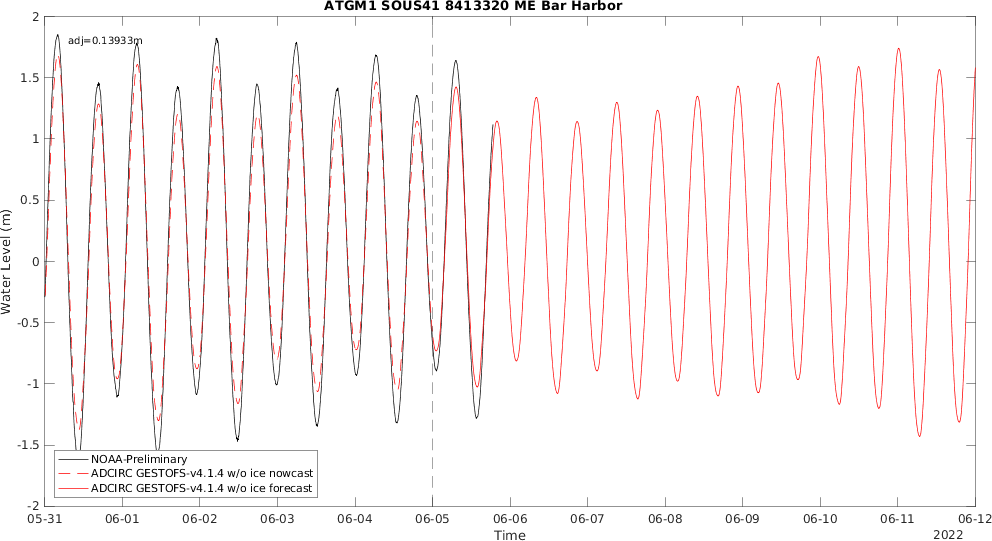 ATGM1 SOUS41 8413320 ME Bar Harbor
adj=0.13933m
2
1.5
1
0.5
0
-0.5
-1
-1.5
-2
Water Level (m)
NOAA-Preliminary
ADCIRC GESTOFS-v4.1.4 w/o ice nowcast
ADCIRC GESTOFS-v4.1.4 w/o ice forecast
05-31 06-01 06-02 06-03 06-04 06-05 06-06 06-07 06-08 06-09 06-10 06-11 06-12
Time
2022